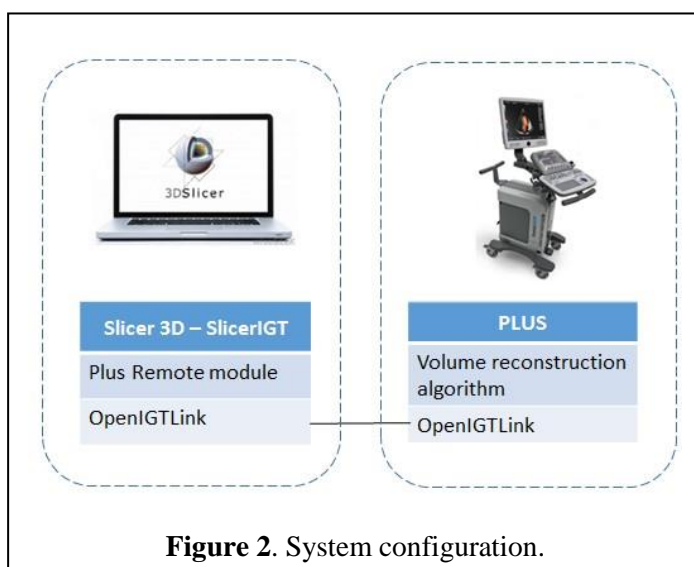 3DSlicer
Slicer 3D – SlicerIGT
Plus Remote module
OpenIGTLink
PLUS
Volume reconstruction
algorithm
OpenIGTLink
Figure 2. System configuration.